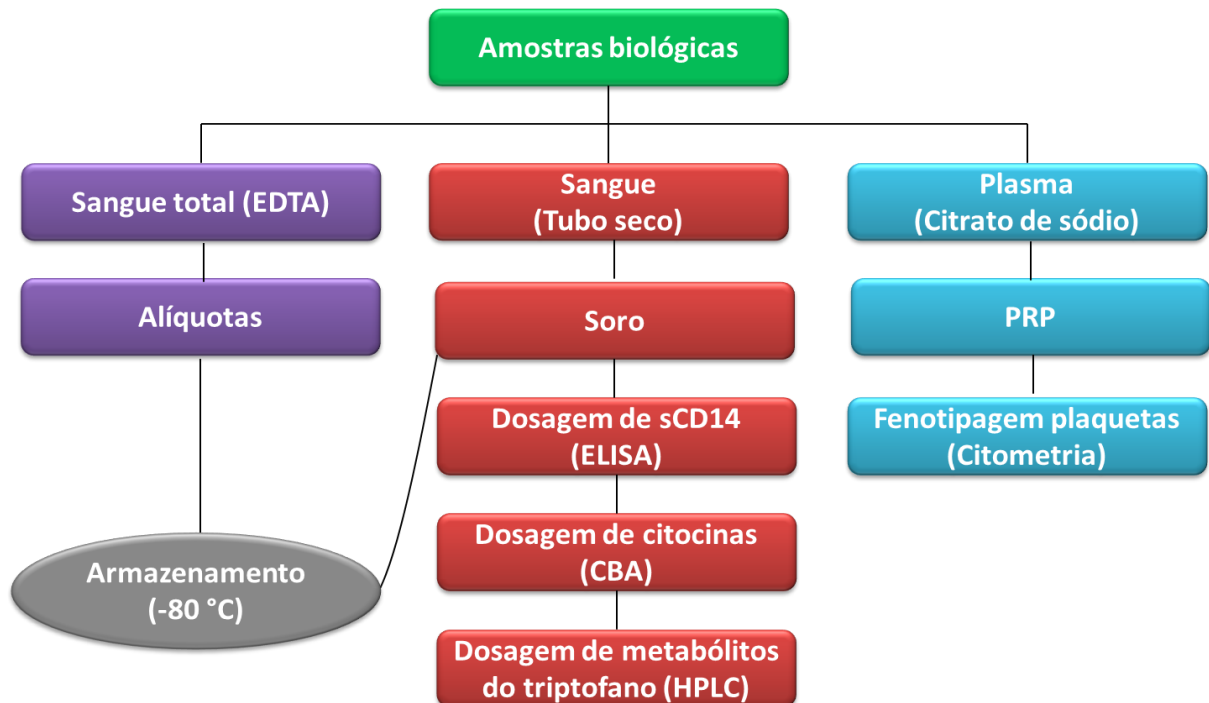 Amostras biológicas
Sangue total (EDTA)
Sangue
(Tubo seco)
Plasma
(Citrato de sódio)
Alíquotas
Soro
PRP
Dosagem de sCD14
(ELISA)
Fenotipagem plaquetas
(Citometria)
Dosagem de citocinas
(CBA)
Armazenamento
(-80 °C)
Dosagem de metabólitos
do triptofano (HPLC)